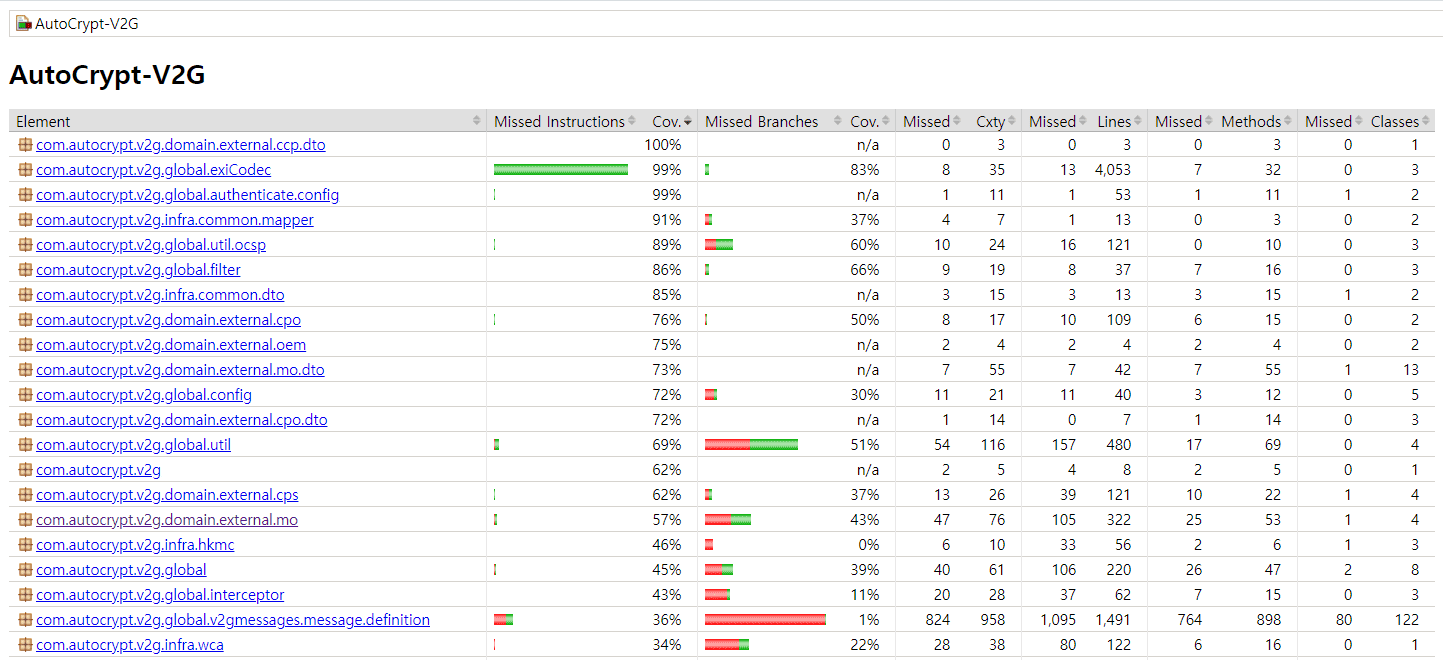 AutoCrypt-V2G
AutoCrypt-V2G
Element Missed Instructions Cov. Missed Branches Cov. Missed Cxty Missed Lines Missed Methods Missed Classes
com.autocrypt.v2g.domain.external.ccp.dto 100% n/a 0 3 0 3 0 3 0 1
com.autocrypt.v2g.global.exiCodec 99% 83% 8 35 13 4,053 7 32 0 3
com.autocrypt.v2g.global.authenticate.config 99% n/a 1 11 1 53 1 11 1 2
com.autocrypt.v2g.infra.common.mapper 91% 37% 4 7 1 13 0 3 0 2
com.autocrypt.v2g.global.util.ocsp 89% 60% 10 24 16 121 0 10 0 3
com.autocrypt.v2g.global.filter 86% 66% 9 19 8 37 7 16 0 3
com.autocrypt.v2g.infra.common.dto 85% n/a 3 15 3 13 3 15 1 2
com.autocrypt.v2g.domain.external.cpo 76% 50% 8 17 10 109 6 15 0 2
com.autocrypt.v2g.domain.external.oem 75% n/a 2 4 2 4 2 4 0 2
com.autocrypt.v2g.domain.external.mo.dto 73% n/a 7 55 7 42 7 55 1 13
com.autocrypt.v2g.global.config 72% 30% 11 21 11 40 3 12 0 5
com.autocrypt.v2g.domain.external.cpo.dto 72% n/a 1 14 0 7 1 14 0 3
com.autocrypt.v2g.global.util 69% 51% 54 116 157 480 17 69 0 4
com.autocrypt.v2g 62% n/a 2 5 4 8 2 5 0 1
com.autocrypt.v2g.domain.external.cps 62% 37% 13 26 39 121 10 22 1 4
com.autocrypt.v2g.domain.external.mo 57% 43% 47 76 105 322 25 53 1 4
com.autocrypt.v2g.infra.hkmc 46% 0% 6 10 33 56 2 6 1 3
com.autocrypt.v2g.global 45% 39% 40 61 106 220 26 47 2 8
com.autocrypt.v2g.global.interceptor 43% 11% 20 28 37 62 7 15 0 3
com.autocrypt.v2g.global.v2gmessages.message.definition 36% 1% 824 958 1,095 1,491 764 898 80 122
com.autocrypt.v2g.infra.wca 34% 22% 28 38 80 122 6 16 0 1